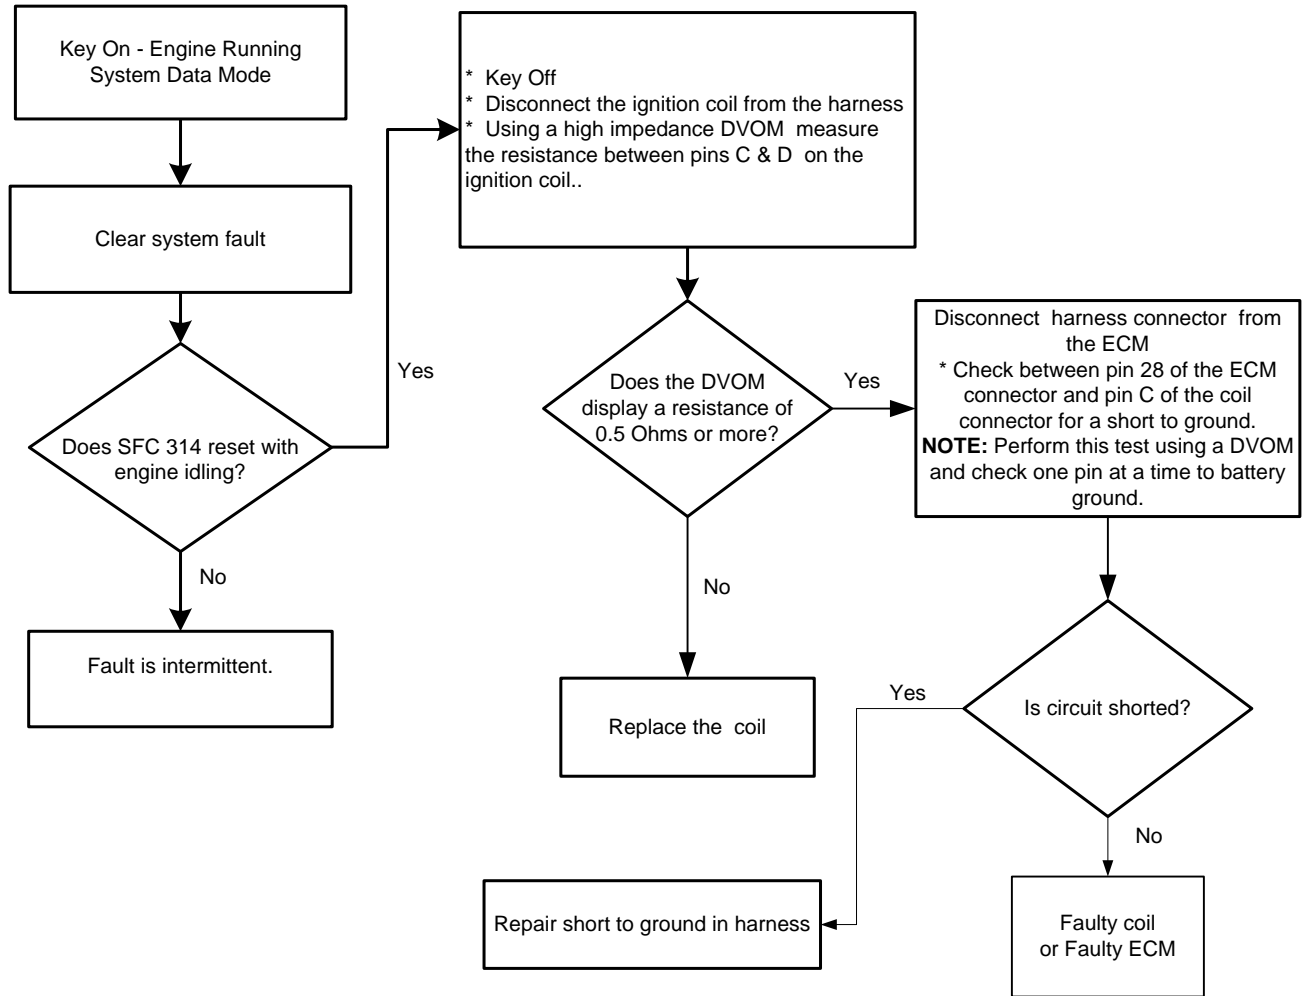 Key On - Engine Running
System Data Mode
Clear system fault
Does SFC 314 reset with
engine idling?
Yes
No
Fault is intermittent.
* Key Off
* Disconnect the ignition coil from the harness
* Using a high impedance DVOM measure
the resistance between pins C & D on the
ignition coil..
Does the DVOM
display a resistance of
0.5 Ohms or more?
Yes
No
Replace the coil
Disconnect harness connector from
the ECM
* Check between pin 28 of the ECM
connector and pin C of the coil
connector for a short to ground.
NOTE: Perform this test using a DVOM
and check one pin at a time to battery
ground.
Is circuit shorted?
Yes
No
Repair short to ground in harness
Faulty coil
or Faulty ECM